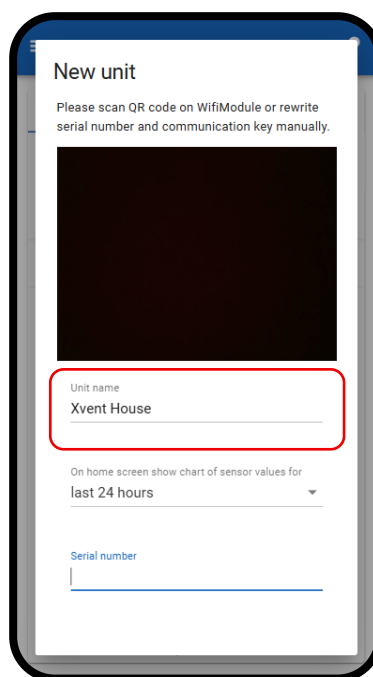 New unit
Please scan QR code on WifiModule or rewrite
serial number and communication key manually.
Unit name
Xvent House
On home screen show chart of sensor values for
last 24 hours
Serial number